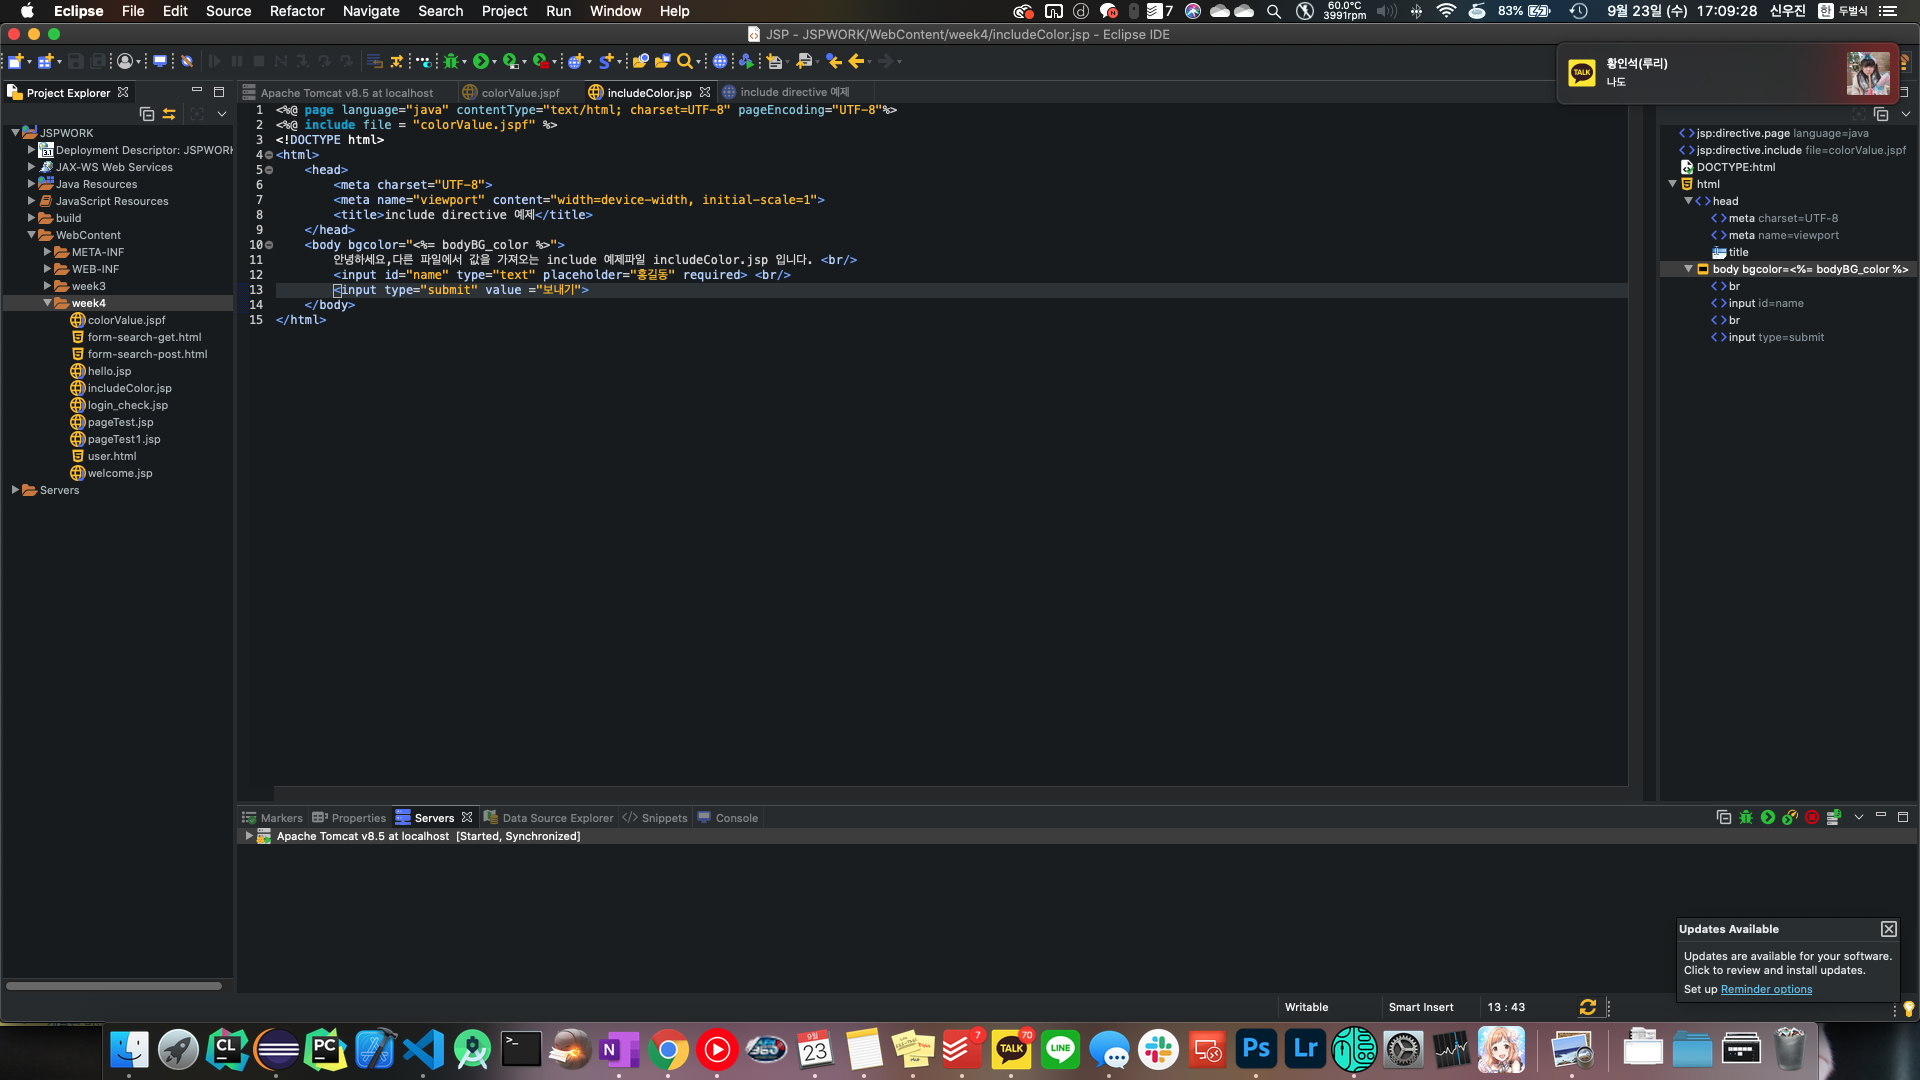 Eclipse File Edit Source Refactor Navigate Search Project Run Window Help
7 60.0°C 3991rpm 83% 9월 23일 (수) 17:09:28 신우진 한 두벌식
JSP - JSPWORK/WebContent/week4/includeColor.jsp - Eclipse IDE
TALK 황인석(루리)
나도
Project Explorer
Apache Tomcat v8.5 at localhost colorValue.jspf includeColor.jsp include directive 예제
JSPWORK
Deployment Descriptor: JSPWORK
JAX-WS Web Services
Java Resources
JavaScript Resources
build
WebContent
META-INF
WEB-INF
week3
week4
colorValue.jspf
form-search-get.html
form-search-post.html
hello.jsp
includeColor.jsp
login_check.jsp
pageTest.jsp
pageTest1.jsp
user.html
welcome.jsp
Servers
1 <%@ page language="java" contentType="text/html; charset=UTF-8" pageEncoding="UTF-8"%>
2 <%@ include file = "colorValue.jspf" %>
3 <!DOCTYPE html>
4 <html>
5 <head>
6 <meta charset="UTF-8">
7 <meta name="viewport" content="width=device-width, initial-scale=1">
8 <title>include directive 예제</title>
9 </head>
10 <body bgcolor="<%= bodyBG_color %>">
11 안녕하세요,다른 파일에서 값을 가져오는 include 예제파일 includeColor.jsp 입니다. <br/>
12 <input id="name" type="text" placeholder="홍길동" required> <br/>
13 <input type="submit" value ="보내기">
14 </body>
15 </html>
jsp:directive.page language=java
jsp:directive.include file=colorValue.jspf
DOCTYPE:html
html
head
meta charset=UTF-8
meta name=viewport
title
body bgcolor=<%= bodyBG_color %>
br
input id=name
br
input type=submit
Markers Properties Servers Data Source Explorer Snippets Console
Apache Tomcat v8.5 at localhost [Started, Synchronized]
Updates Available
Updates are available for your software.
Click to review and install updates.
Set up Reminder options
Writable Smart Insert 13 : 43
CL PC N 9월 23 7 TALK 70 LINE Ps Lr